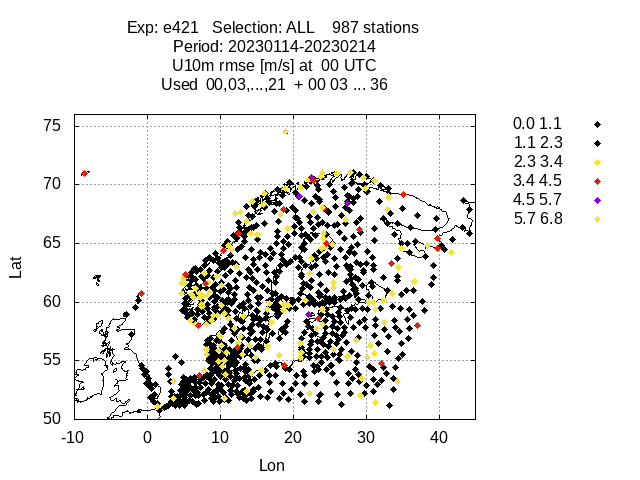 Exp: e421 Selection: ALL 987 stations
Period: 20230114-20230214
U10m rmse [m/s] at 00 UTC
Used 00,03,...,21 + 00 03 ... 36
0.0 1.1
1.1 2.3
2.3 3.4
3.4 4.5
4.5 5.7
5.7 6.8
75
70
65
60
55
50
Lat
-10 0 10 20 30 40
Lon